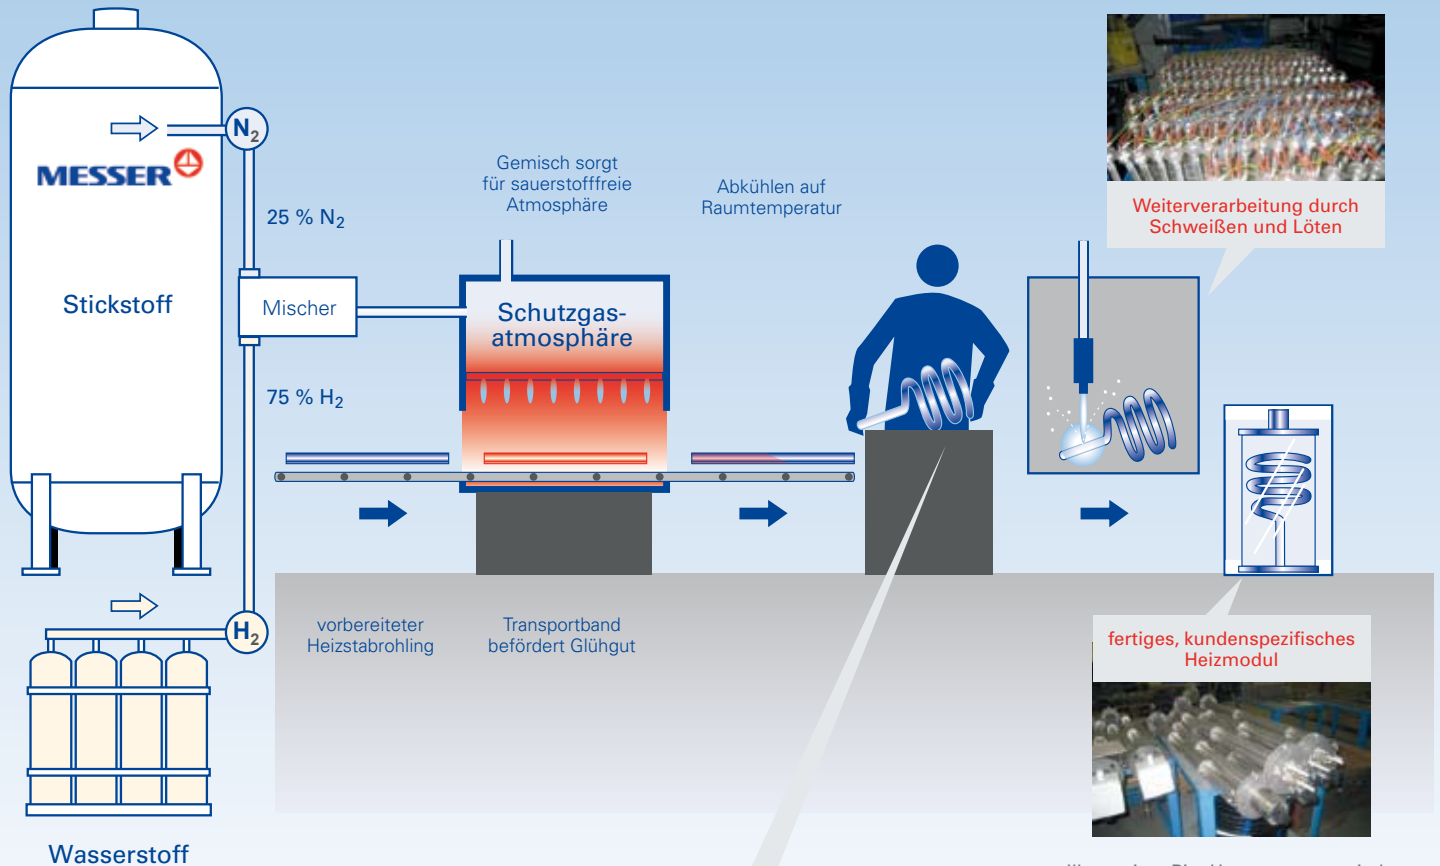 N2
MESSER
25 % N2
Stickstoff
Mischer
75 % H2
H2
Wasserstoff
Gemisch sorgt
für sauerstofffreie
Atmosphäre
Schutzgas-
atmosphäre
Abkühlen auf
Raumtemperatur
vorbereiteter
Heizstabrohling
Transportband
befördert Glühgut
Weiterverarbeitung durch
Schweißen und Löten
fertiges, kundenspezifisches
Heizmodul